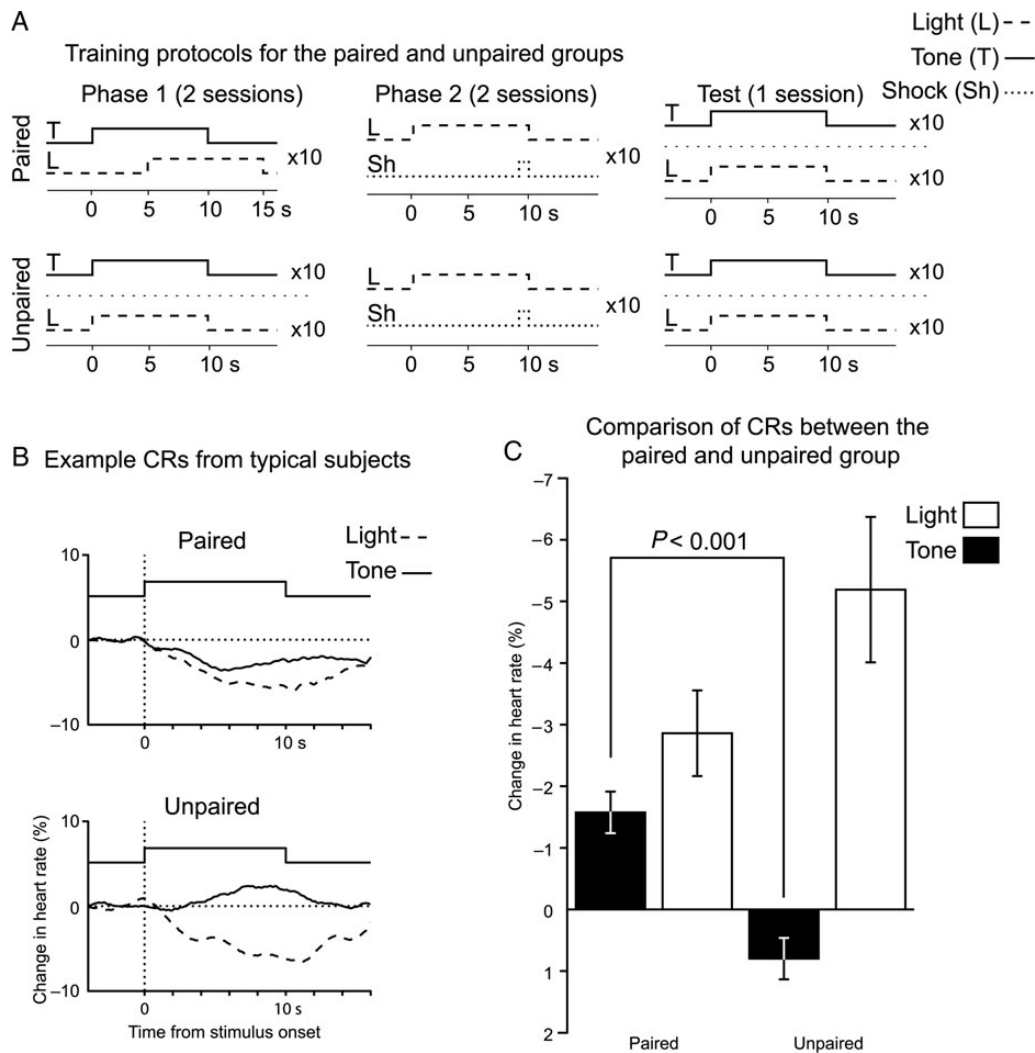 A
Training protocols for the paired and unpaired groups
Light (L)
Tone (T)
Shock (Sh)
Phase 1 (2 sessions)
Phase 2 (2 sessions)
Test (1 session)
Paired
T
L
x10
0 5 10 15 s
L
Sh
x10
0 5 10 s
T
x10
L
x10
0 5 10 s
Unpaired
T
x10
L
x10
0 5 10 s
L
Sh
x10
0 5 10 s
T
x10
L
x10
0 5 10 s
B
Example CRs from typical subjects
Paired
Light
Tone
10
0
–10
0 10 s
Unpaired
10
0
–10
0 10 s
Change in heart rate (%)
Time from stimulus onset
C
Comparison of CRs between the
paired and unpaired group
Light
Tone
P < 0.001
Change in heart rate (%)
–7
–6
–5
–4
–3
–2
–1
0
1
2
Paired Unpaired